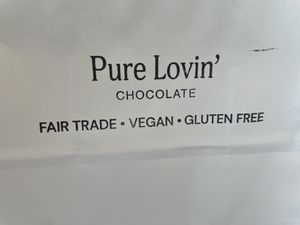 Pure Lovin’
CHOCOLATE
FAIR TRADE • VEGAN • GLUTEN FREE